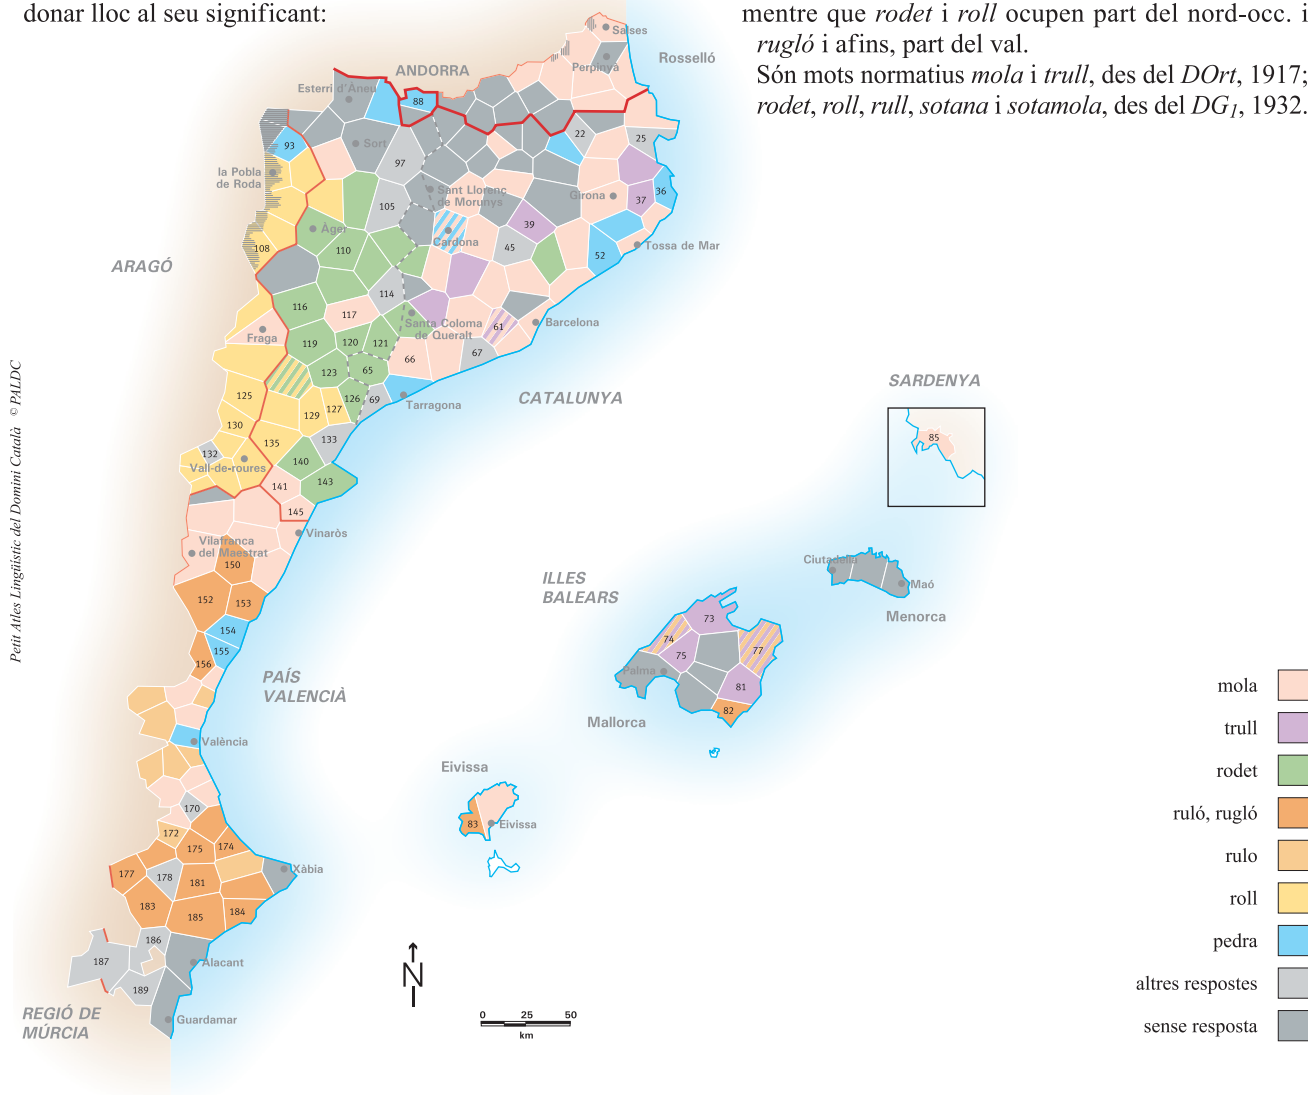 donar lloc al seu significant:
mentre que rodet i roll ocupen part del nord-occ. i
rugló i afins, part del val.
Són mots normatius mola i trull, des del DOrt, 1917;
rodet, roll, rull, sotana i sotamola, des del DG1, 1932.
Salses
Perpinyà
Rosselló
ANDORRA
Esterri d'Àneu
88
22
25
93
Sort
97
la Pobla
de Roda
Sant Llorenç
de Morunys
Girona
36
37
105
39
Àger
Cardona
45
Tossa de Mar
108
110
52
ARAGÓ
114
116
117
Santa Coloma
de Queralt
61
Barcelona
Fraga
119
120
121
66
67
123
65
125
126
69
Tarragona
CATALUNYA
SARDENYA
127
129
130
133
135
85
132
Vall-de-roures
140
141
143
145
Vinaròs
Vilafranca
del Maestrat
150
152
153
154
155
156
ILLES
BALEARS
Ciutadella
Maó
Menorca
73
74
75
77
Palma
81
82
Mallorca
PAÍS
VALENCIÀ
València
Eivissa
83
Eivissa
170
172
174
175
177
178
181
Xàbia
183
184
185
186
187
189
Alacant
Guardamar
REGIÓ DE
MÚRCIA
N
0 25 50
km
mola
trull
rodet
ruló, rugló
rulo
roll
pedra
altres respostes
sense resposta
Petit Atles Lingüístic del Domini Català © PALDC